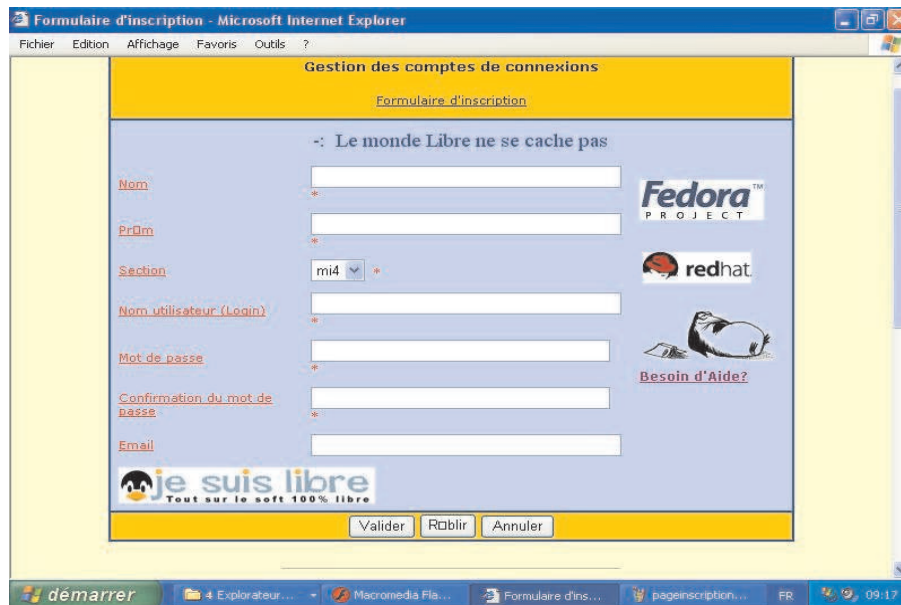 Formulaire d'inscription - Microsoft Internet Explorer
Fichier Edition Affichage Favoris Outils ?
Gestion des comptes de connexions
Formulaire d'inscription
-: Le monde Libre ne se cache pas
Nom
*
Fedora™
PROJECT
Pr□m
*
Section
mi4
*
redhat.
Nom utilisateur (Login)
*
Mot de passe
*
Besoin d'Aide?
Confirmation du mot de
passe
*
Email
je suis libre
Tout sur le soft 100% libre
Valider R□blir Annuler
démarrer 4 Explorateur... Macromedia Fla... Formulaire d'ins... pageinscription... FR 09:17